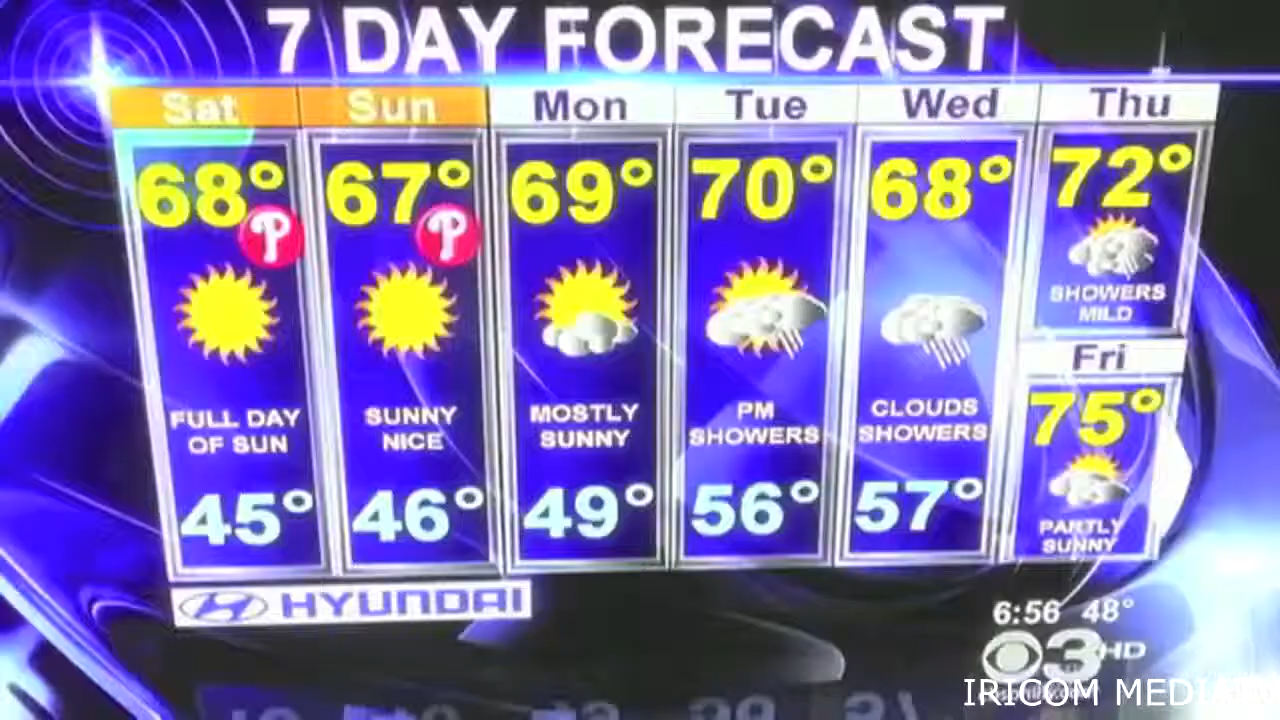 7 DAY FORECAST
Sat
68°
P
FULL DAY
OF SUN
45°
Sun
67°
P
SUNNY
NICE
46°
Mon
69°
MOSTLY
SUNNY
49°
Tue
70°
PM
SHOWERS
56°
Wed
68°
CLOUDS
SHOWERS
57°
Thu
72°
SHOWERS
MILD
Fri
75°
PARTLY
SUNNY
HYUNDAI
6:56 48°
3 HD
IRICOM MEDIA